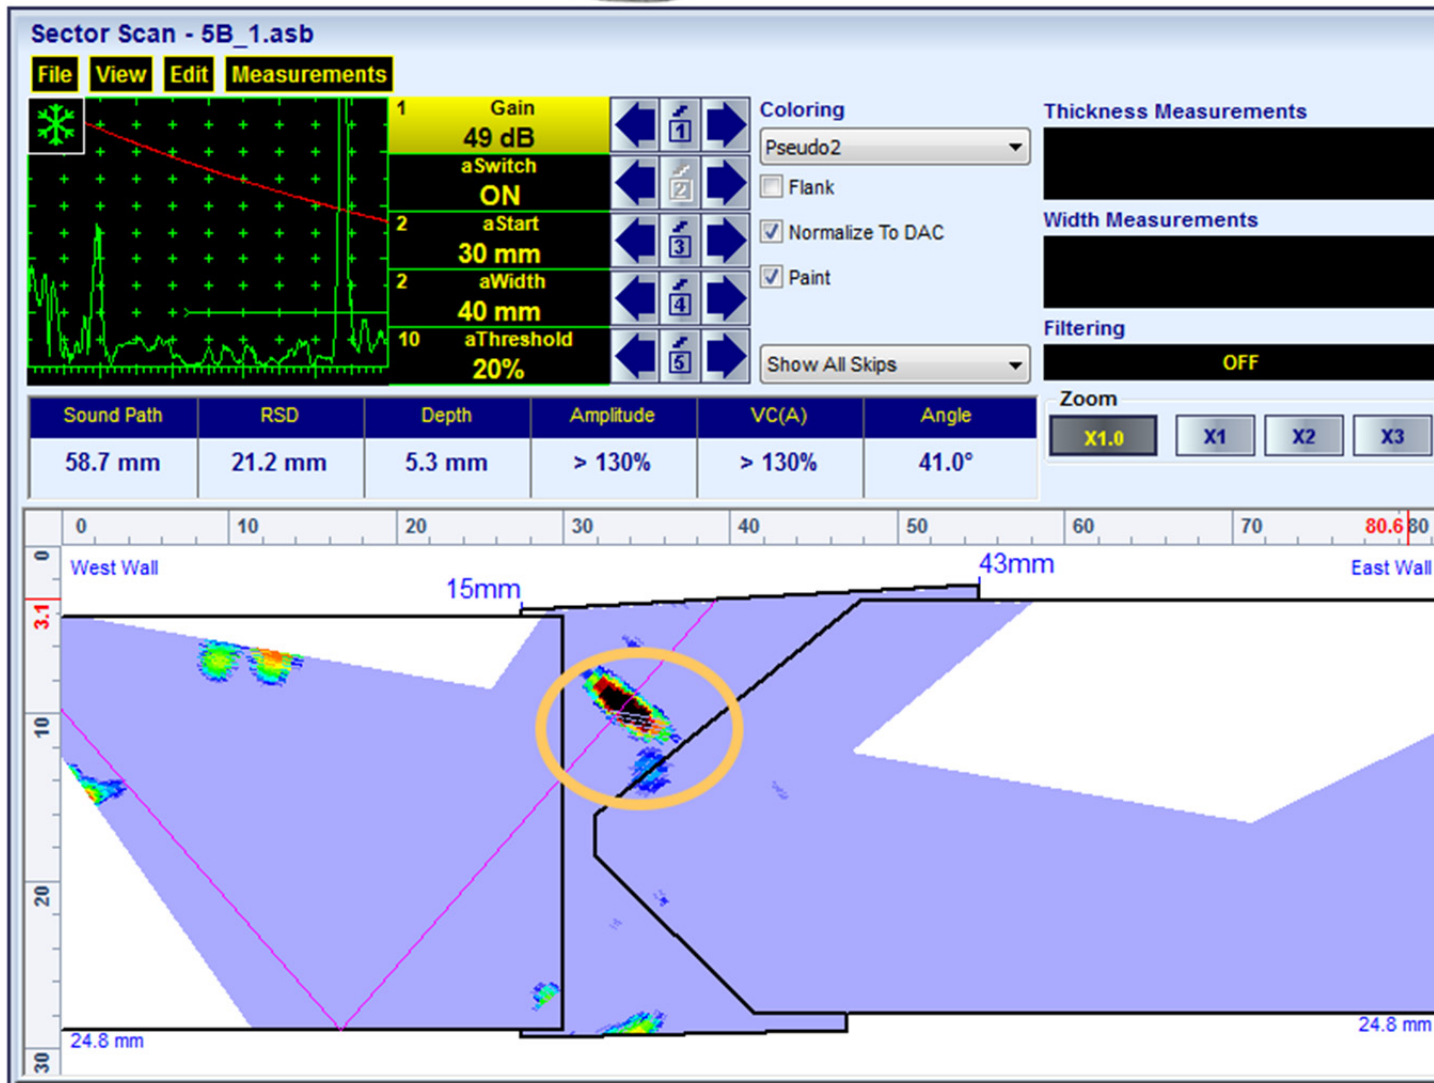 Sector Scan - 5B_1.asb
File View Edit Measurements
1 Gain
49 dB
1
aSwitch
ON
2
2 aStart
30 mm
3
2 aWidth
40 mm
4
10 aThreshold
20%
5
Coloring
Pseudo2
Flank
Normalize To DAC
Paint
Show All Skips
Thickness Measurements
Width Measurements
Filtering
OFF
Zoom
X1.0 X1 X2 X3
Sound Path RSD Depth Amplitude VC(A) Angle
58.7 mm 21.2 mm 5.3 mm > 130% > 130% 41.0°
0 10 20 30 40 50 60 70 80.6 80
0
3.1
10
20
30
West Wall
15mm
43mm
East Wall
24.8 mm
24.8 mm